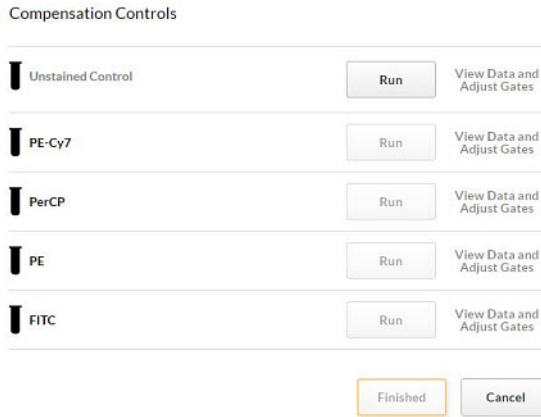 Compensation Controls
Unstained Control
Run
View Data and
Adjust Gates
PE-Cy7
Run
View Data and
Adjust Gates
PerCP
Run
View Data and
Adjust Gates
PE
Run
View Data and
Adjust Gates
FITC
Run
View Data and
Adjust Gates
Finished
Cancel